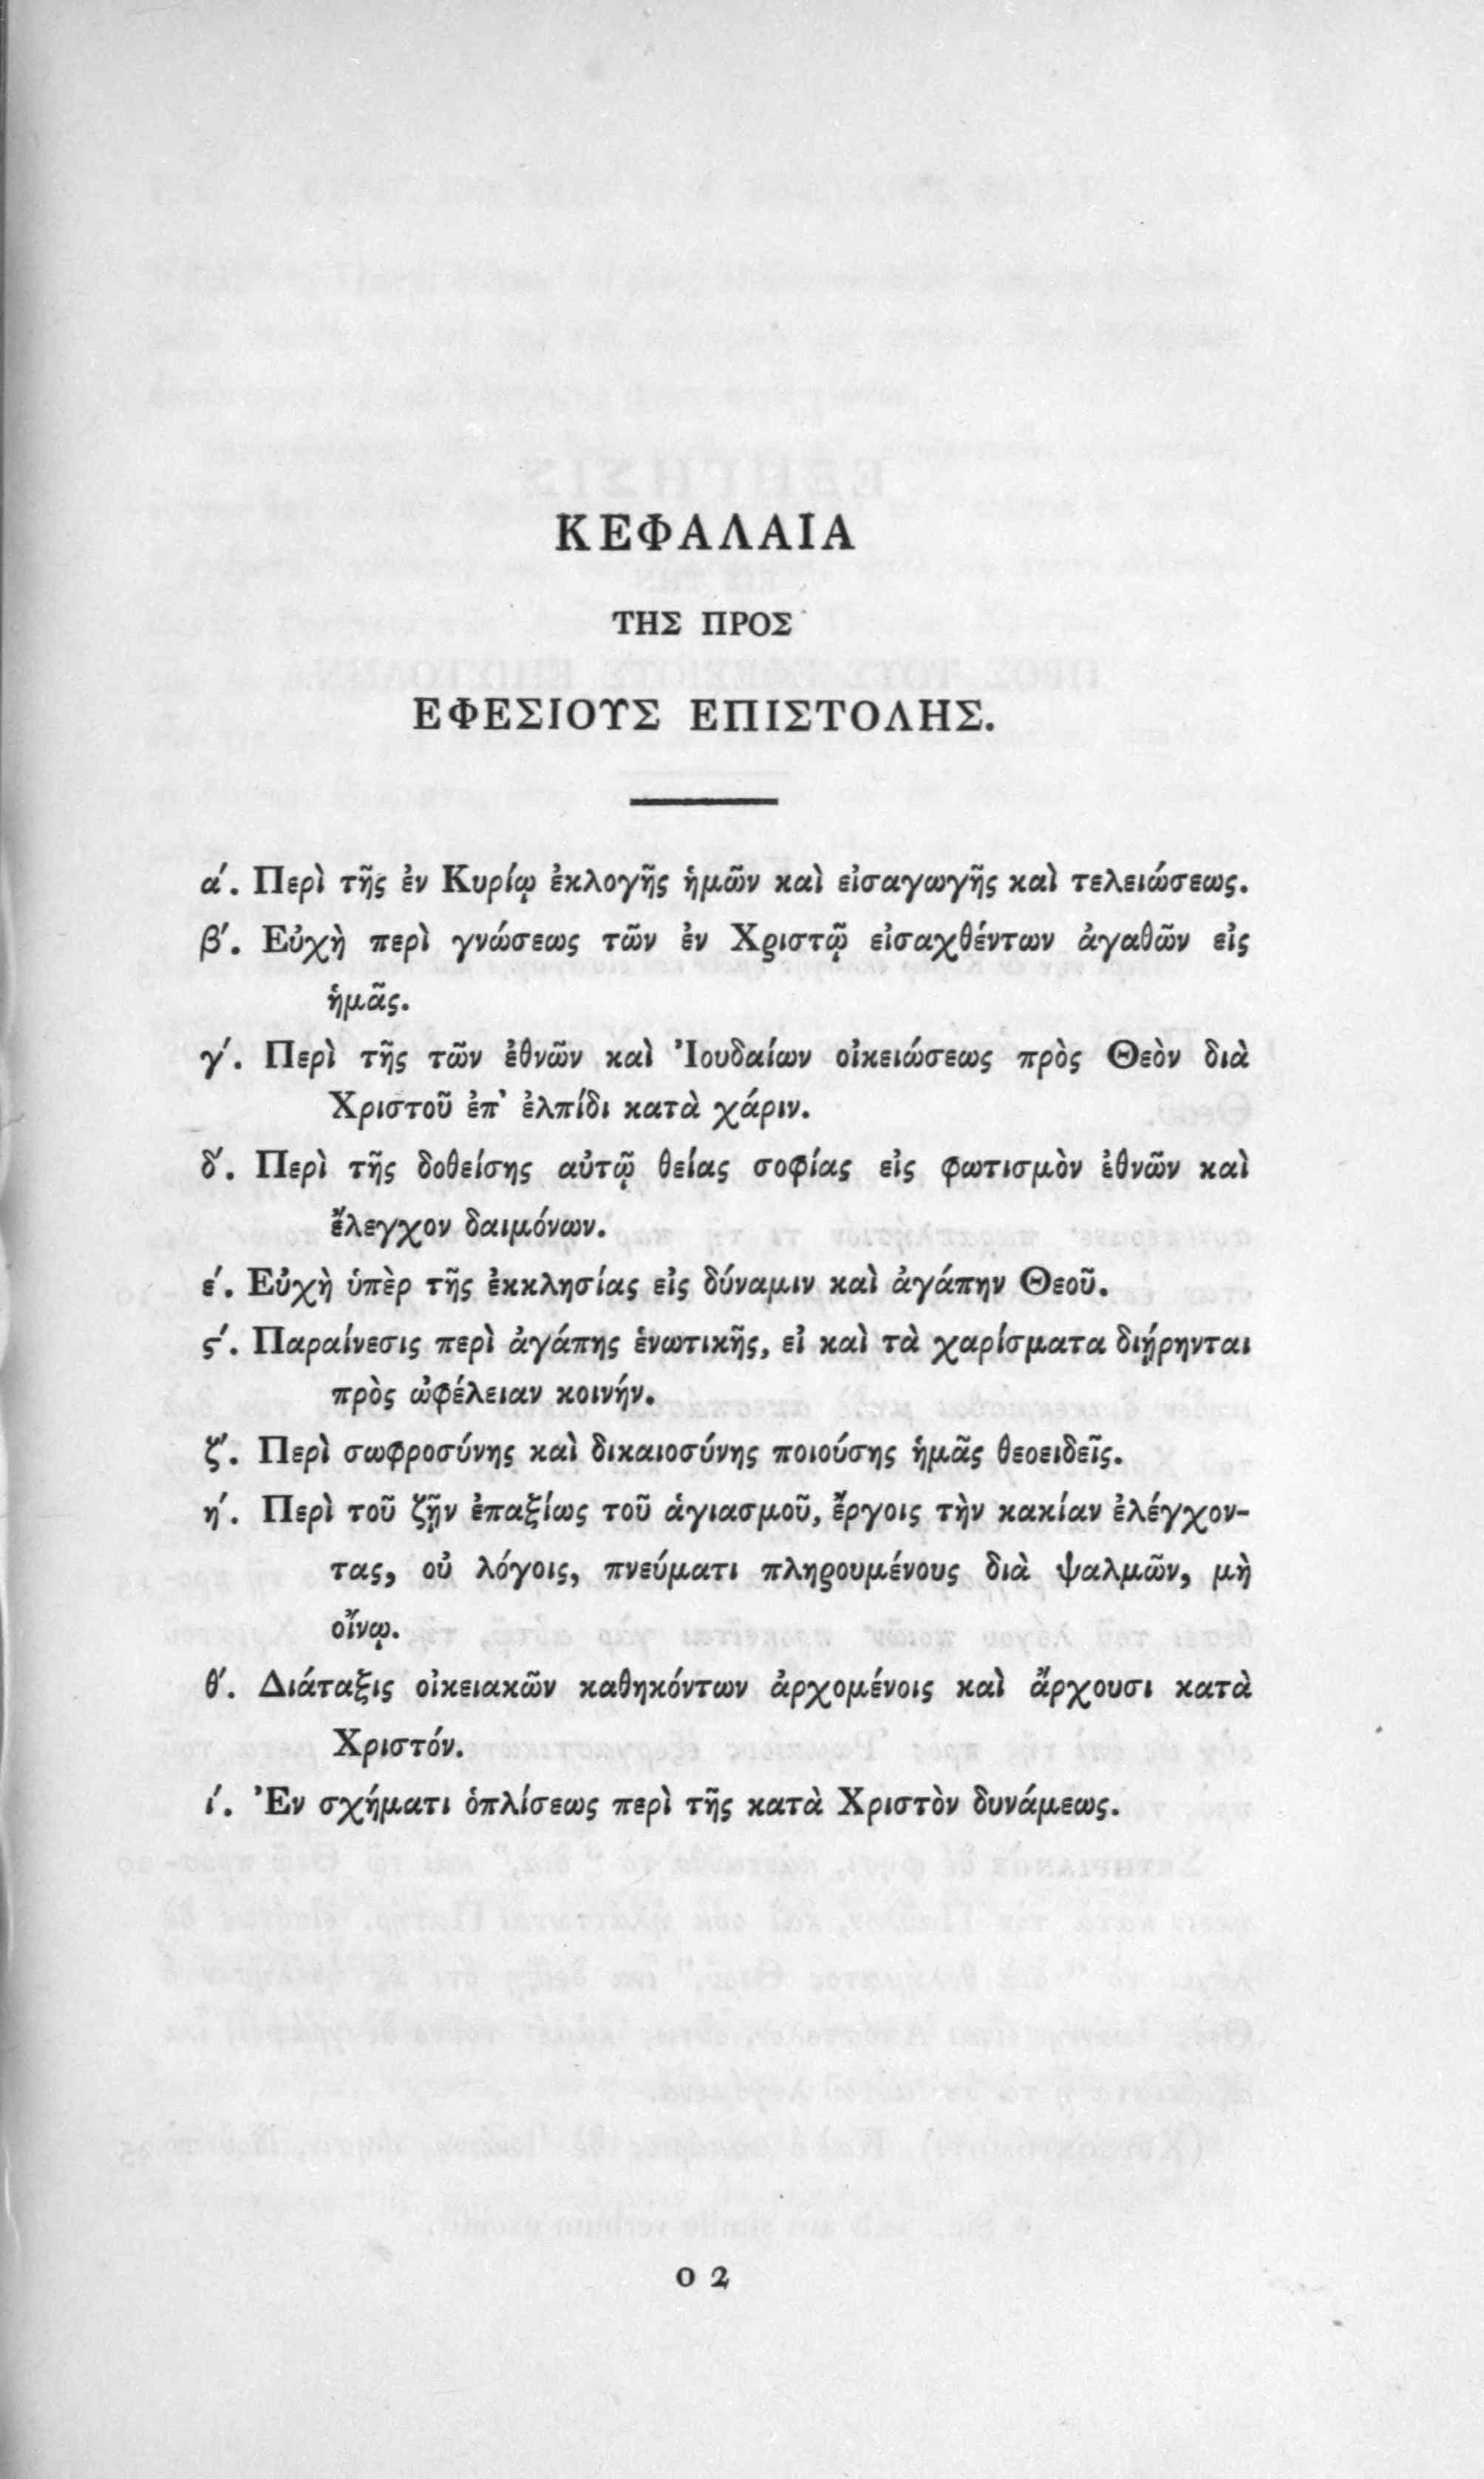 ΚΕΦΑΛΑΙΑ
ΤΗΣ ΠΡΟΣ
ΕΦΕΣΙΟΥΣ ΕΠΙΣΤΟΛΗΣ.
α΄. Περὶ τῆς ἐν Κυρίῳ ἐκλογῆς ἡμῶν καὶ εἰσαγωγῆς καὶ τελειώσεως.
β΄. Εὐχὴ περὶ γνώσεως τῶν ἐν Χριστῷ εἰσαχθέντων ἀγαθῶν εἰς
ἡμᾶς.
γ΄. Περὶ τῆς τῶν ἐθνῶν καὶ Ἰουδαίων οἰκειώσεως πρὸς Θεὸν διὰ
Χριστοῦ ἐπ᾽ ἐλπίδι κατὰ χάριν.
δ΄. Περὶ τῆς δοθείσης αὐτῷ θείας σοφίας εἰς φωτισμὸν ἐθνῶν καὶ
ἔλεγχον δαιμόνων.
ε΄. Εὐχὴ ὑπὲρ τῆς ἐκκλησίας εἰς δύναμιν καὶ ἀγάπην Θεοῦ.
ϛ΄. Παραίνεσις περὶ ἀγάπης ἑνωτικῆς, εἰ καὶ τὰ χαρίσματα διῄρηνται
πρὸς ὠφέλειαν κοινήν.
ζ΄. Περὶ σωφροσύνης καὶ δικαιοσύνης ποιούσης ἡμᾶς θεοειδεῖς.
η΄. Περὶ τοῦ ζῇν ἐπαξίως τοῦ ἁγιασμοῦ, ἔργοις τὴν κακίαν ἐλέγχον-
τας, οὐ λόγοις, πνεύματι πληρουμένους διὰ ψαλμῶν, μὴ
οἴνῳ.
θ΄. Διάταξις οἰκειακῶν καθηκόντων ἀρχομένοις καὶ ἄρχουσι κατὰ
Χριστόν.
ι΄. Ἐν σχήματι ὁπλίσεως περὶ τῆς κατὰ Χριστὸν δυνάμεως.
O 2